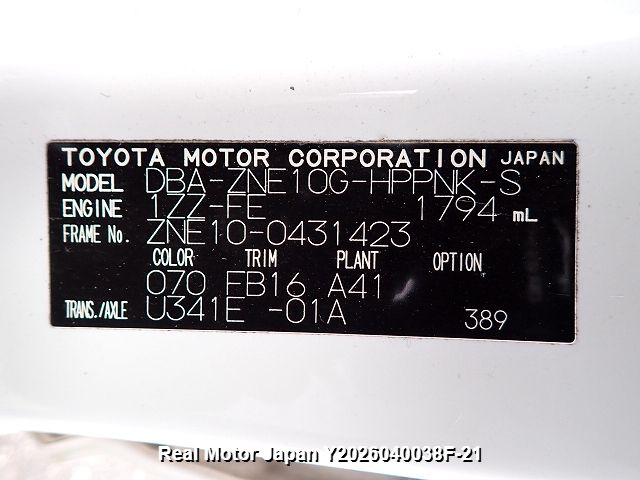 TOYOTA MOTOR CORPORATION JAPAN
MODEL DBA-ZNE10G-HPPNK-S
ENGINE 1ZZ-FE 1794 mL
FRAME No. ZNE10-0431423
COLOR TRIM PLANT OPTION
070 FB16 A41
TRANS./AXLE U341E -01A 389
Real Motor Japan Y2026040038F-21